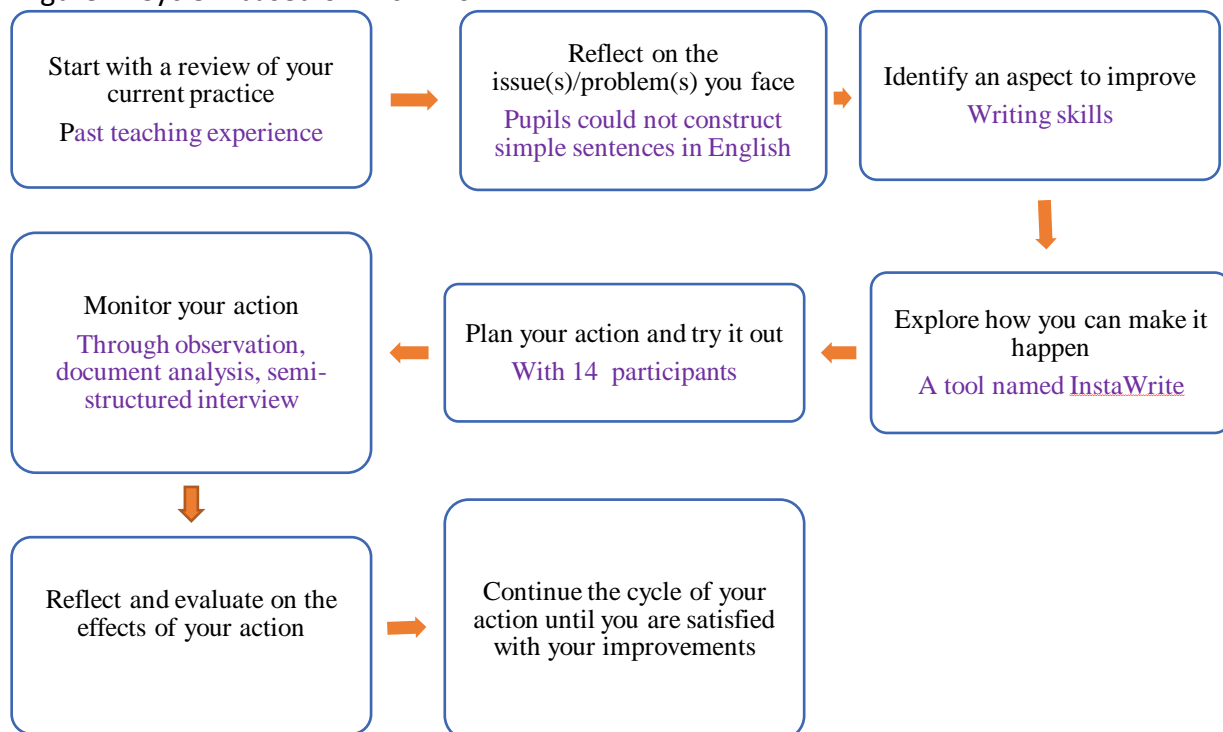 Start with a review of your
current practice
Past teaching experience
Reflect on the
issue(s)/problem(s) you face
Pupils could not construct
simple sentences in English
Identify an aspect to improve
Writing skills
Explore how you can make it
happen
A tool named InstaWrite
Plan your action and try it out
With 14 participants
Monitor your action
Through observation,
document analysis, semi-
structured interview
Reflect and evaluate on the
effects of your action
Continue the cycle of your
action until you are satisfied
with your improvements